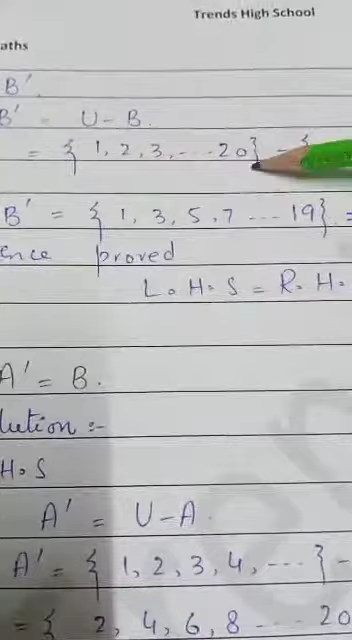 Trends High School
aths
B′.
B′ = U - B.
= { 1, 2, 3, ... 20} - {
B′ = { 1, 3, 5, 7 ... 19} =
ence proved
L.H.S = R.H.
A′ = B.
lution :-
H.S
A′ = U - A.
A′ = { 1, 2, 3, 4, ... } -
= { 2, 4, 6, 8 ... 20